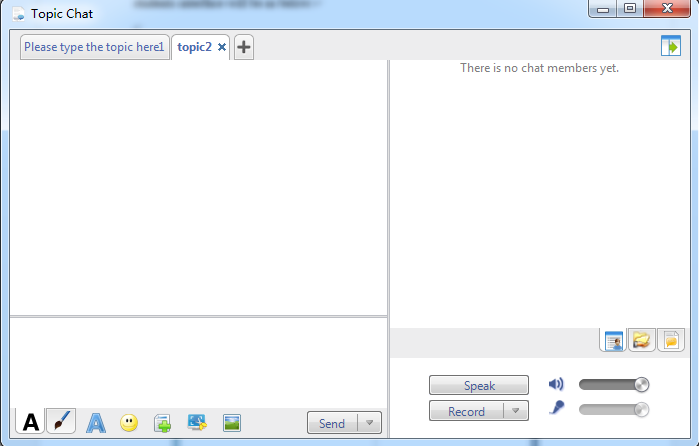 Topic Chat
Please type the topic here1
topic2
There is no chat members yet.
Speak
Record
A
A
Send